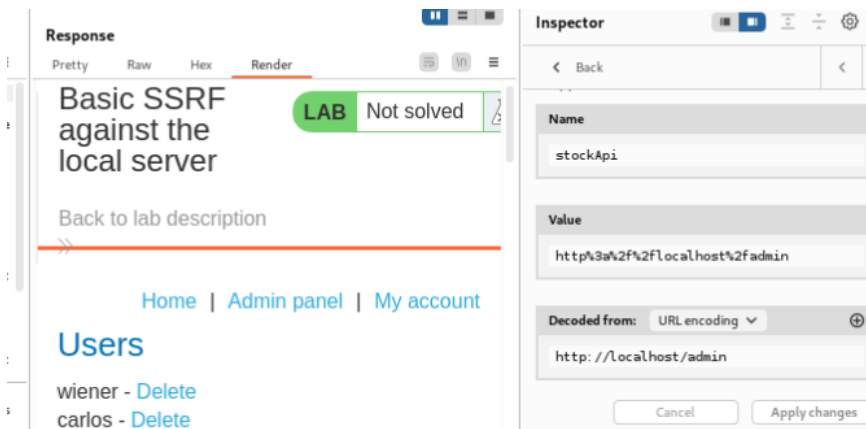 Response
Pretty Raw Hex Render
\n
Basic SSRF
against the
local server
LAB Not solved
Back to lab description
Home | Admin panel | My account
Users
wiener - Delete
carlos - Delete
Inspector
Back
Name
stockApi
Value
http%3a%2f%2flocalhost%2fadmin
Decoded from: URL encoding
http://localhost/admin
Cancel Apply changes